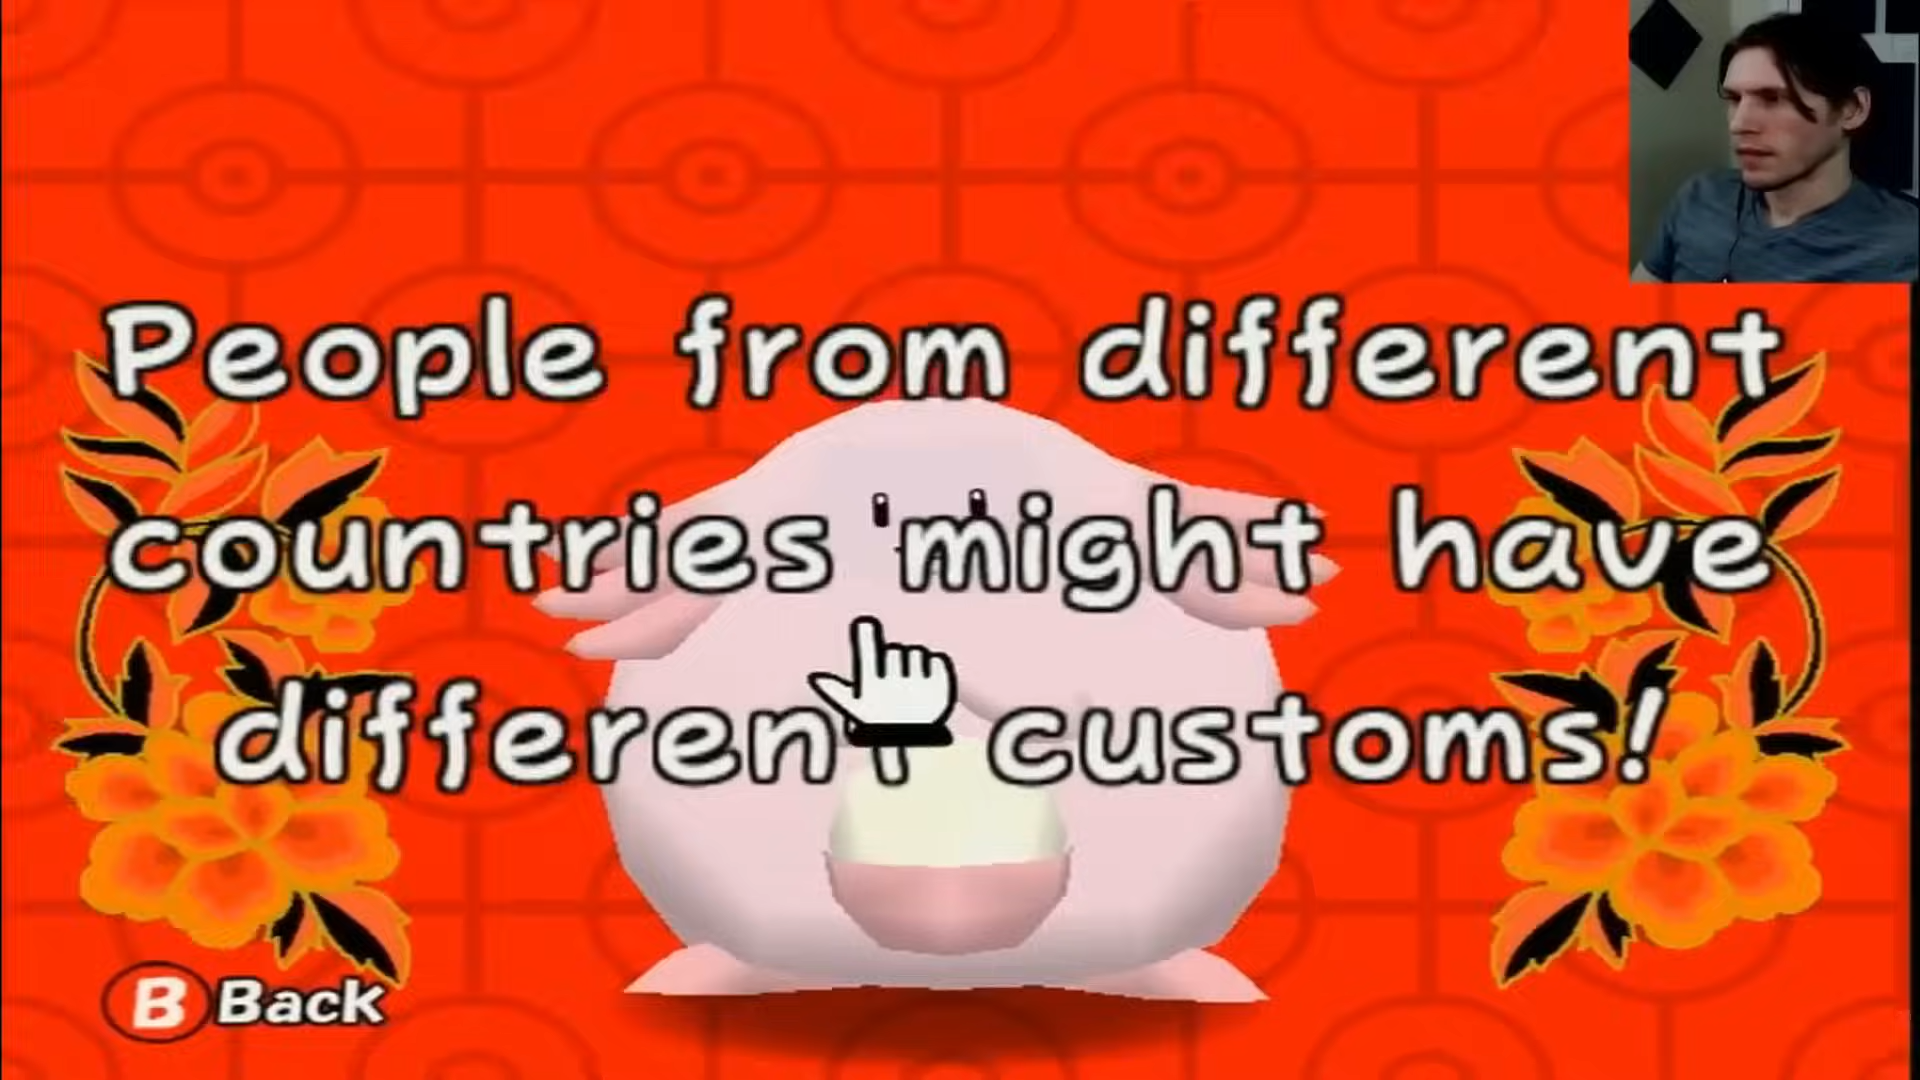 People from different
countries might have
different customs!
B Back